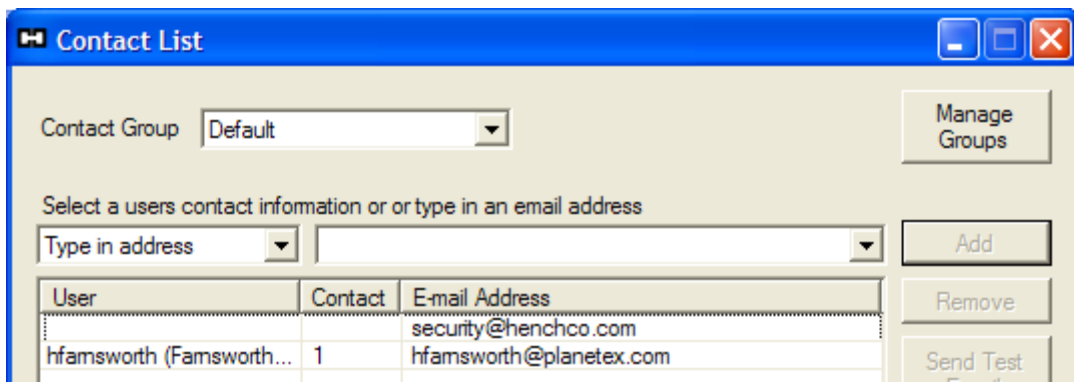 Contact List
Contact Group Default
Manage
Groups
Select a users contact information or or type in an email address
Type in address
Add
User Contact E-mail Address
Remove
security@henchco.com
hfarnsworth (Farnsworth... 1 hfarnsworth@planetex.com
Send Test